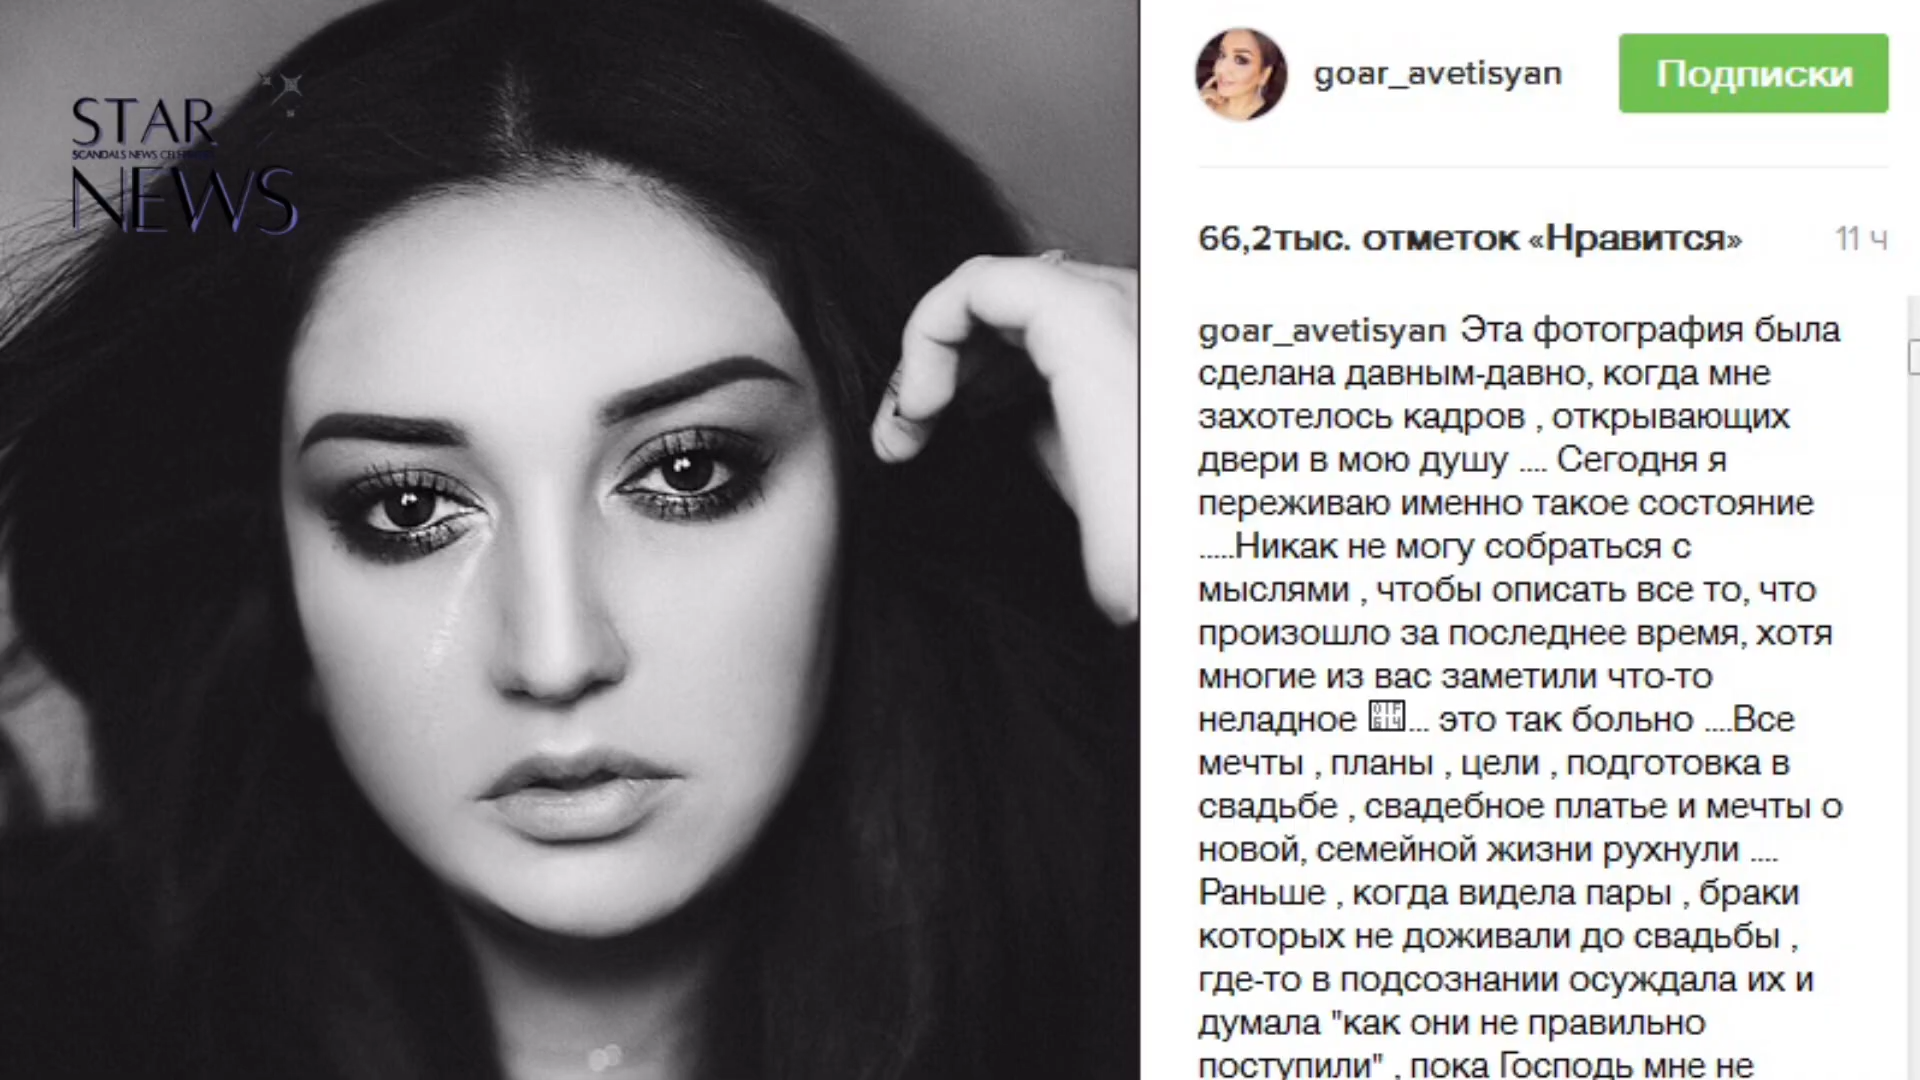 STAR
SCANDALS NEWS
NEWS
goar_avetisyan
Подписки
66,2тыс. отметок «Нравится»
11 ч
goar_avetisyan Эта фотография была
сделана давным-давно, когда мне
захотелось кадров , открывающих
двери в мою душу .... Сегодня я
переживаю именно такое состояние
.....Никак не могу собраться с
мыслями , чтобы описать все то, что
произошло за последнее время, хотя
многие из вас заметили что-то
неладное ... это так больно ....Все
мечты , планы , цели , подготовка в
свадьбе , свадебное платье и мечты о
новой, семейной жизни рухнули ....
Раньше , когда видела пары , браки
которых не доживали до свадьбы ,
где-то в подсознании осуждала их и
думала "как они не правильно
поступили" , пока Господь мне не